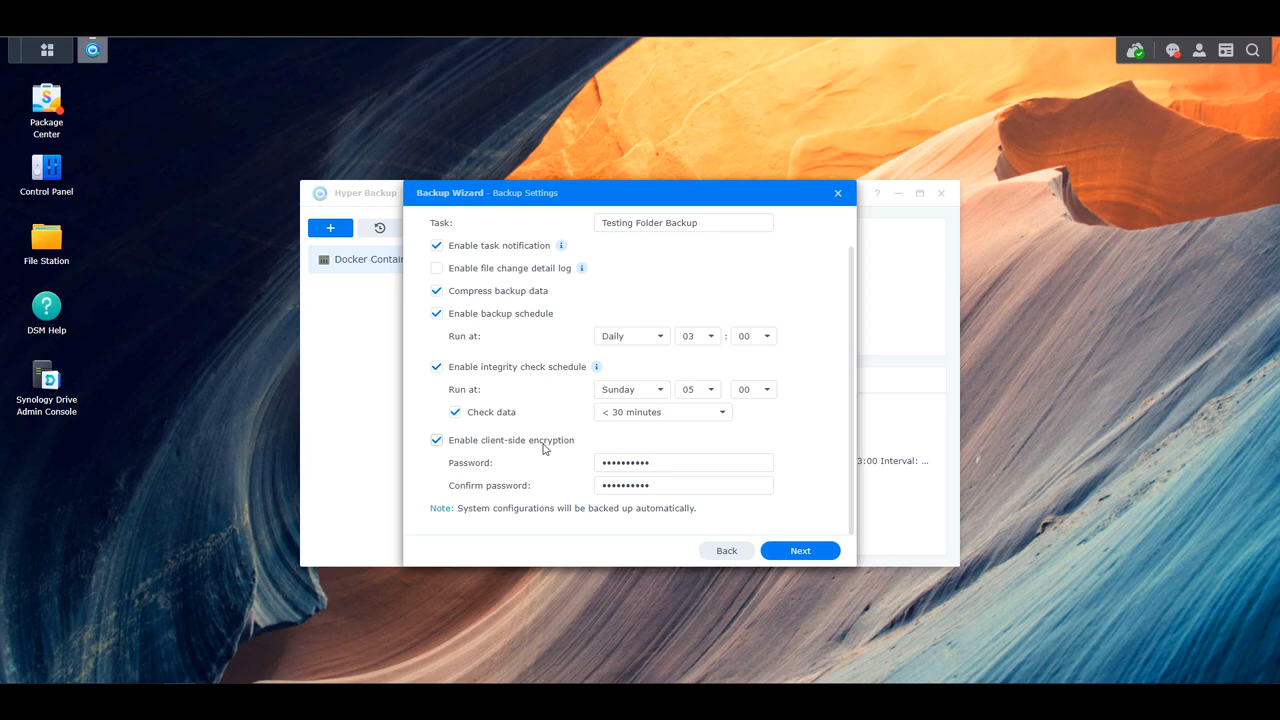 Package
Center
Control Panel
File Station
DSM Help
Synology Drive
Admin Console
Hyper Backup
Docker Contain
Backup Wizard - Backup Settings
Task: Testing Folder Backup
Enable task notification
Enable file change detail log
Compress backup data
Enable backup schedule
Run at: Daily 03 : 00
Enable integrity check schedule
Run at: Sunday 05 00
Check data < 30 minutes
Enable client-side encryption
Password: ••••••••••
Confirm password: ••••••••••
Note: System configurations will be backed up automatically.
Back Next
3:00 Interval: ...